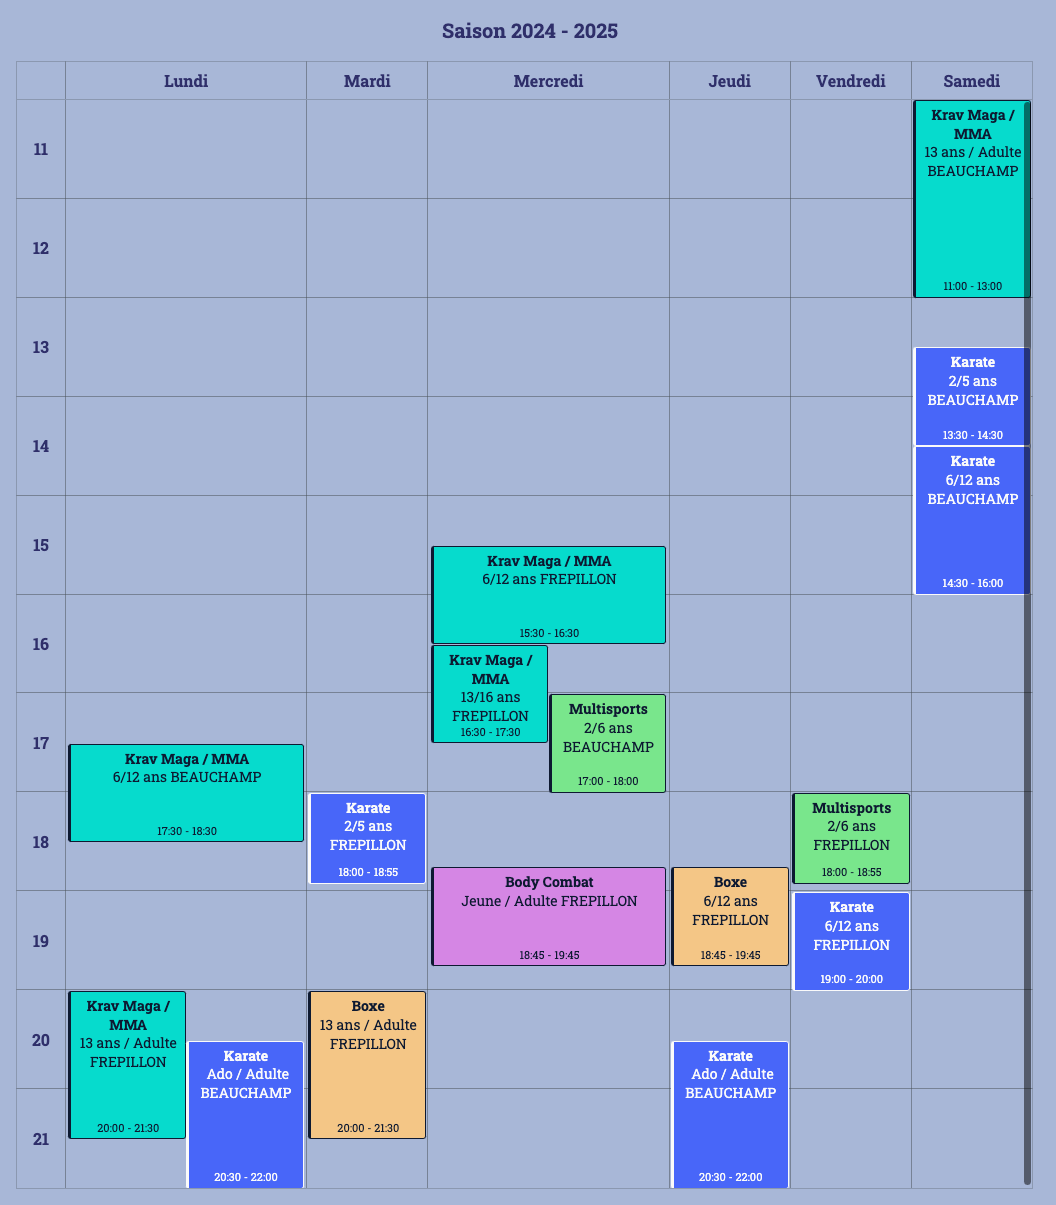 Saison 2024 - 2025
Lundi
Mardi
Mercredi
Jeudi
Vendredi
Samedi
11
Krav Maga /
MMA
13 ans / Adulte
BEAUCHAMP
11:00 - 13:00
12
13
Karate
2/5 ans
BEAUCHAMP
13:30 - 14:30
14
Karate
6/12 ans
BEAUCHAMP
14:30 - 16:00
15
Krav Maga / MMA
6/12 ans FREPILLON
15:30 - 16:30
16
Krav Maga /
MMA
13/16 ans
FREPILLON
16:30 - 17:30
Multisports
2/6 ans
BEAUCHAMP
17:00 - 18:00
17
Krav Maga / MMA
6/12 ans BEAUCHAMP
17:30 - 18:30
18
Karate
2/5 ans
FREPILLON
18:00 - 18:55
Multisports
2/6 ans
FREPILLON
18:00 - 18:55
Body Combat
Jeune / Adulte FREPILLON
18:45 - 19:45
Boxe
6/12 ans
FREPILLON
18:45 - 19:45
19
Karate
6/12 ans
FREPILLON
19:00 - 20:00
20
Krav Maga /
MMA
13 ans / Adulte
FREPILLON
20:00 - 21:30
Karate
Ado / Adulte
BEAUCHAMP
20:30 - 22:00
Boxe
13 ans / Adulte
FREPILLON
20:00 - 21:30
Karate
Ado / Adulte
BEAUCHAMP
20:30 - 22:00
21